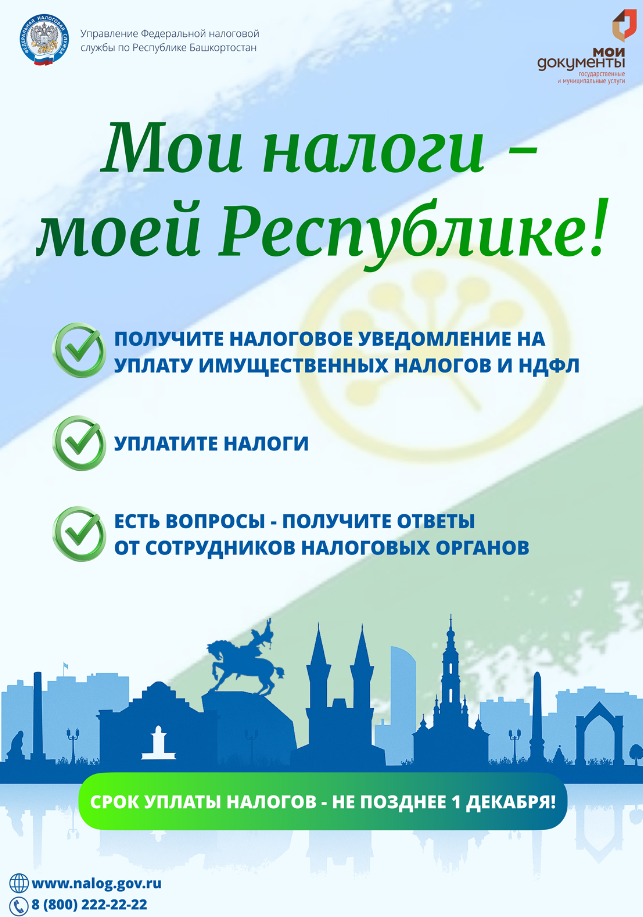 Управление Федеральной налоговой
службы по Республике Башкортостан
мои
документы
государственные
и муниципальные услуги
Мои налоги –
моей Республике!
ПОЛУЧИТЕ НАЛОГОВОЕ УВЕДОМЛЕНИЕ НА
УПЛАТУ ИМУЩЕСТВЕННЫХ НАЛОГОВ И НДФЛ
УПЛАТИТЕ НАЛОГИ
ЕСТЬ ВОПРОСЫ - ПОЛУЧИТЕ ОТВЕТЫ
ОТ СОТРУДНИКОВ НАЛОГОВЫХ ОРГАНОВ
СРОК УПЛАТЫ НАЛОГОВ - НЕ ПОЗДНЕЕ 1 ДЕКАБРЯ!
www.nalog.gov.ru
8 (800) 222-22-22